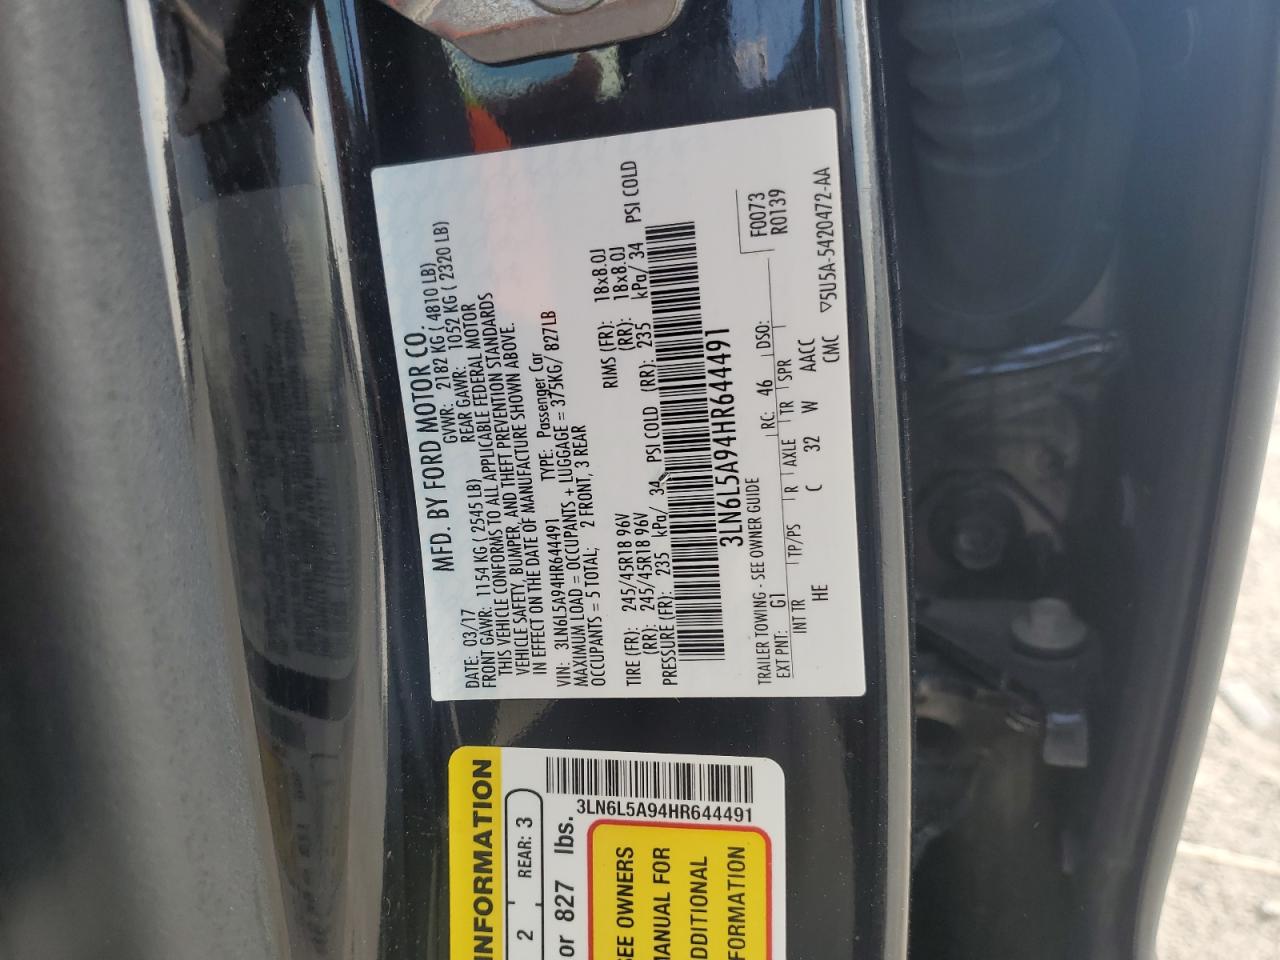 MFD. BY FORD MOTOR CO.
DATE: 03/17 GVWR: 2182 KG ( 4810 LB)
FRONT GAWR: 1154 KG ( 2545 LB) REAR GAWR: 1052 KG ( 2320 LB)
THIS VEHICLE CONFORMS TO ALL APPLICABLE FEDERAL MOTOR
VEHICLE SAFETY, BUMPER, AND THEFT PREVENTION STANDARDS
IN EFFECT ON THE DATE OF MANUFACTURE SHOWN ABOVE.
VIN: 3LN6L5A94HR644491 TYPE: Passenger Car
MAXIMUM LOAD = OCCUPANTS + LUGGAGE = 375KG/ 827LB
OCCUPANTS = 5 TOTAL; 2 FRONT, 3 REAR
TIRE (FR): 245/45R18 96V RIMS (FR): 18x8.0J
(RR): 245/45R18 96V (RR): 18x8.0J
PRESSURE (FR): 235 kPa/ 34 PSI COLD (RR): 235 kPa/ 34 PSI COLD
3LN6L5A94HR644491
F0073
R0139
TRAILER TOWING - SEE OWNER GUIDE
EXT PNT: G1 RC: 46 DSO:
INT TR TP/PS R AXLE TR SPR
HE C 32 W AACC
CMC
▽5U5A-5420472-AA
INFORMATION
2 REAR: 3
3LN6L5A94HR644491
or 827 lbs.
SEE OWNERS
MANUAL FOR
ADDITIONAL
INFORMATION